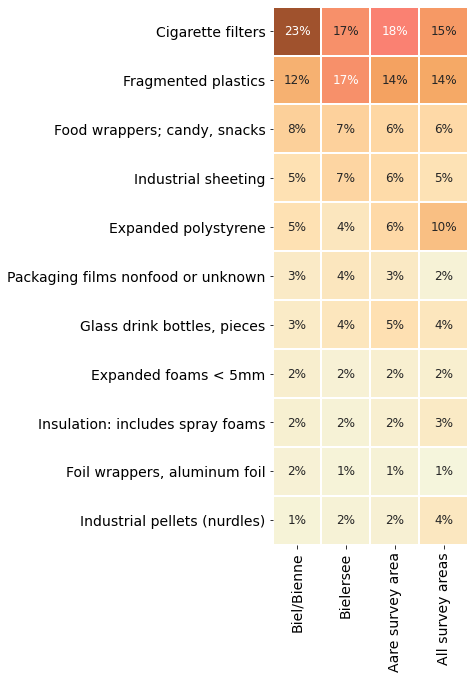 Cigarette filters 23% 17% 18% 15%
Fragmented plastics 12% 17% 14% 14%
Food wrappers; candy, snacks 8% 7% 6% 6%
Industrial sheeting 5% 7% 6% 5%
Expanded polystyrene 5% 4% 6% 10%
Packaging films nonfood or unknown 3% 4% 3% 2%
Glass drink bottles, pieces 3% 4% 5% 4%
Expanded foams < 5mm 2% 2% 2% 2%
Insulation: includes spray foams 2% 2% 2% 3%
Foil wrappers, aluminum foil 2% 1% 1% 1%
Industrial pellets (nurdles) 1% 2% 2% 4%
Biel/Bienne
Bielersee
Aare survey area
All survey areas